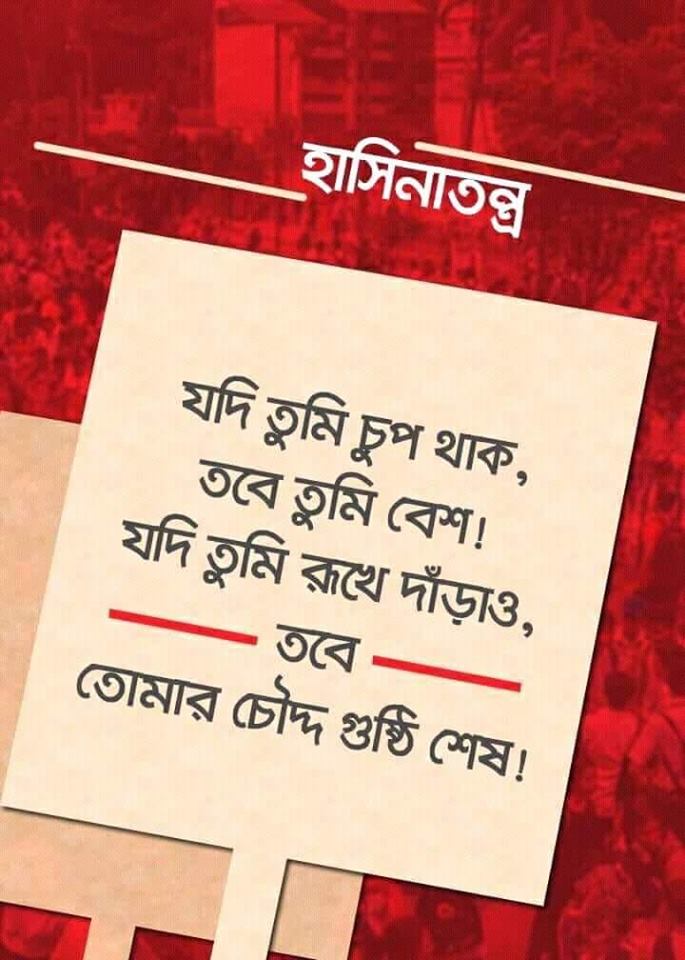 হাসিনাতন্ত্র
যদি তুমি চুপ থাক,
তবে তুমি বেশ!
যদি তুমি রূখে দাঁড়াও,
তবে
তোমার চৌদ্দ গুষ্ঠি শেষ!